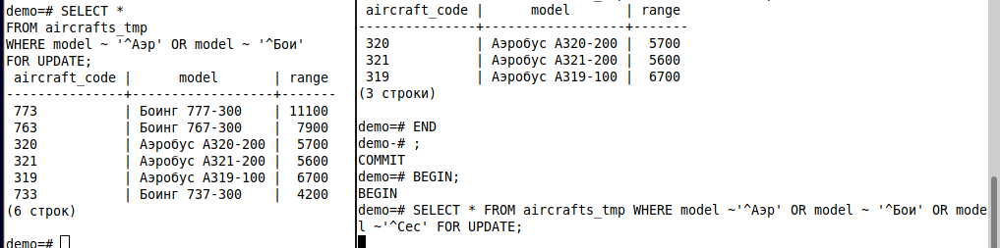 demo=# SELECT *
FROM aircrafts_tmp
WHERE model ~ '^Аэр' OR model ~ '^Бои'
FOR UPDATE;
 aircraft_code |      model       | range
---------------+------------------+-------
 773           | Боинг 777-300    | 11100
 763           | Боинг 767-300    |  7900
 320           | Аэробус A320-200 |  5700
 321           | Аэробус A321-200 |  5600
 319           | Аэробус A319-100 |  6700
 733           | Боинг 737-300    |  4200
(6 строк)
demo=#
 aircraft_code |      model       | range
---------------+------------------+-------
 320           | Аэробус A320-200 |  5700
 321           | Аэробус A321-200 |  5600
 319           | Аэробус A319-100 |  6700
(3 строки)
demo=# END
demo-# ;
COMMIT
demo=# BEGIN;
BEGIN
demo=# SELECT * FROM aircrafts_tmp WHERE model ~'^Аэр' OR model ~ '^Бои' OR mode
l ~'^Сес' FOR UPDATE;